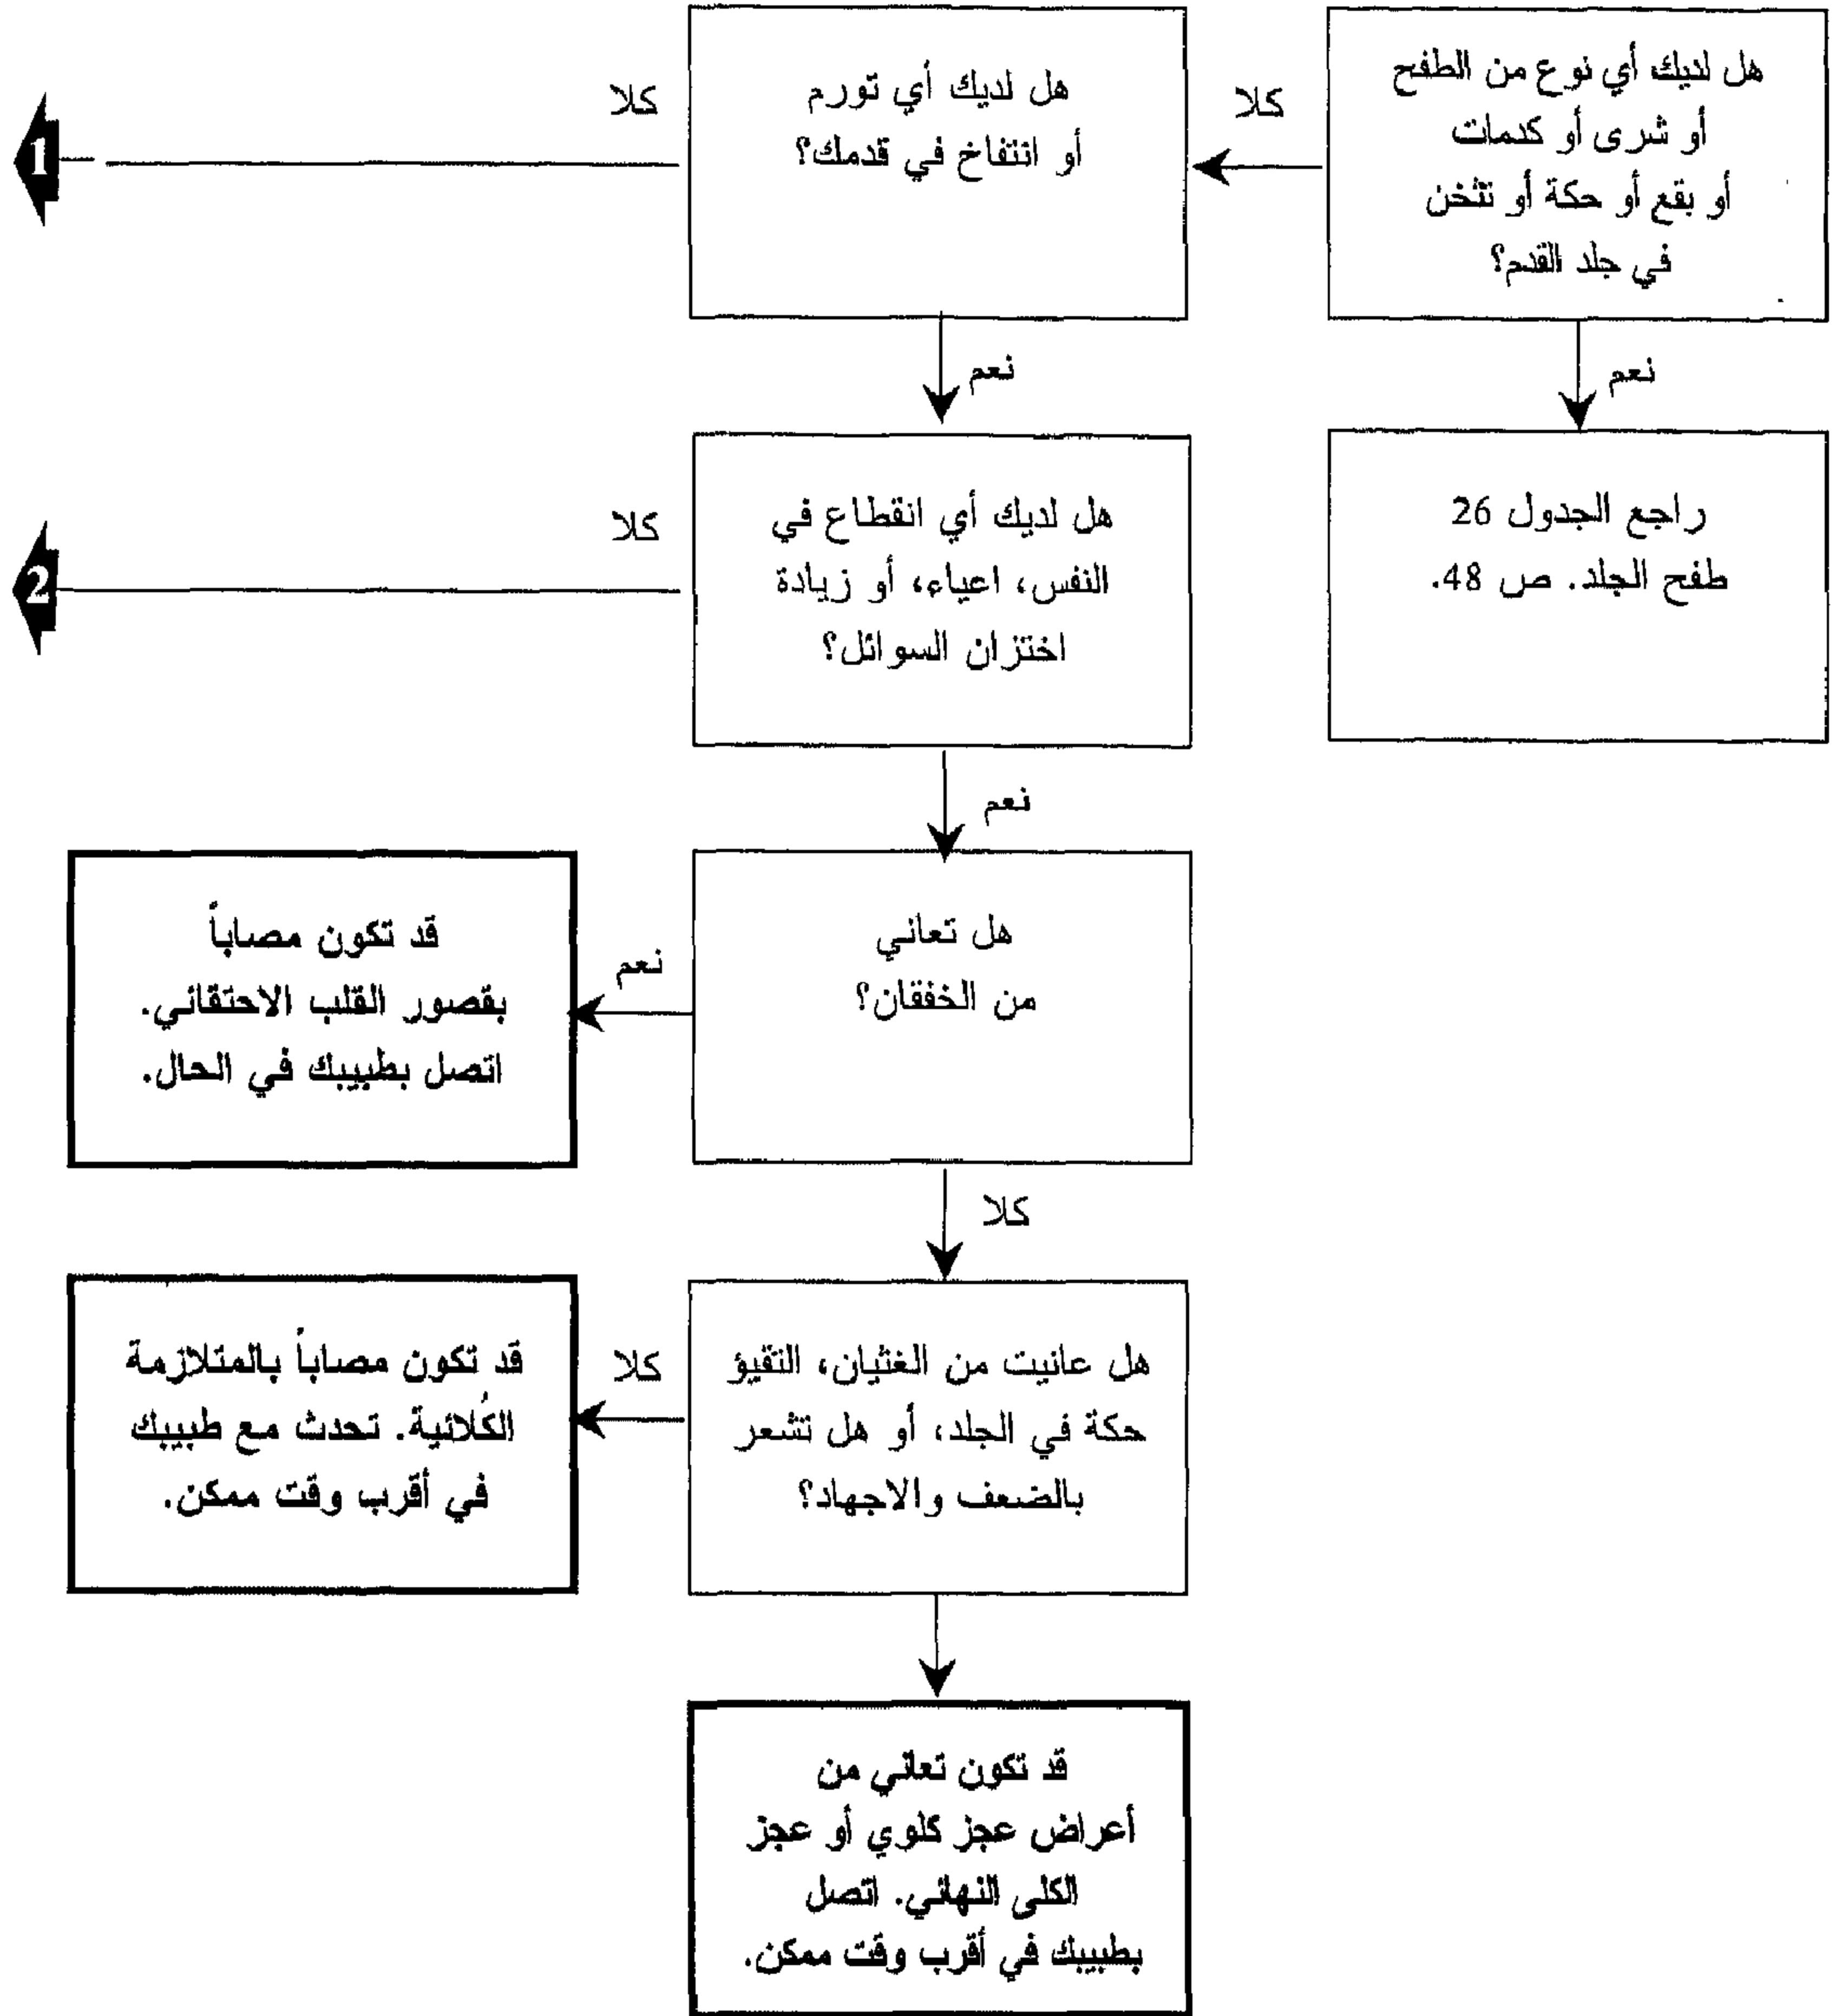 هل لديك أي نوع من الطفح
أو شرى أو كدمات
أو بقع أو حكة أو تثخن
في جلد القدم؟
كلا
هل لديك أي تورم
أو انتفاخ في قدمك؟
كلا
1
نعم
نعم
راجع الجدول 26
طفح الجلد. ص 48.
هل لديك أي انقطاع في
النفس، اعياء، أو زيادة
اختزان السوائل؟
كلا
2
نعم
هل تعاني
من الخفقان؟
نعم
قد تكون مصاباً
بقصور القلب الاحتقاني.
اتصل بطبيبك في الحال.
كلا
هل عانيت من الغثيان، التقيؤ
حكة في الجلد، أو هل تشعر
بالضعف والاجهاد؟
كلا
قد تكون مصاباً بالمتلازمة
الكُلائية. تحدث مع طبيبك
في أقرب وقت ممكن.
قد تكون تعاني من
أعراض عجز كلوي أو عجز
الكلى النهائي. اتصل
بطبيبك في أقرب وقت ممكن.